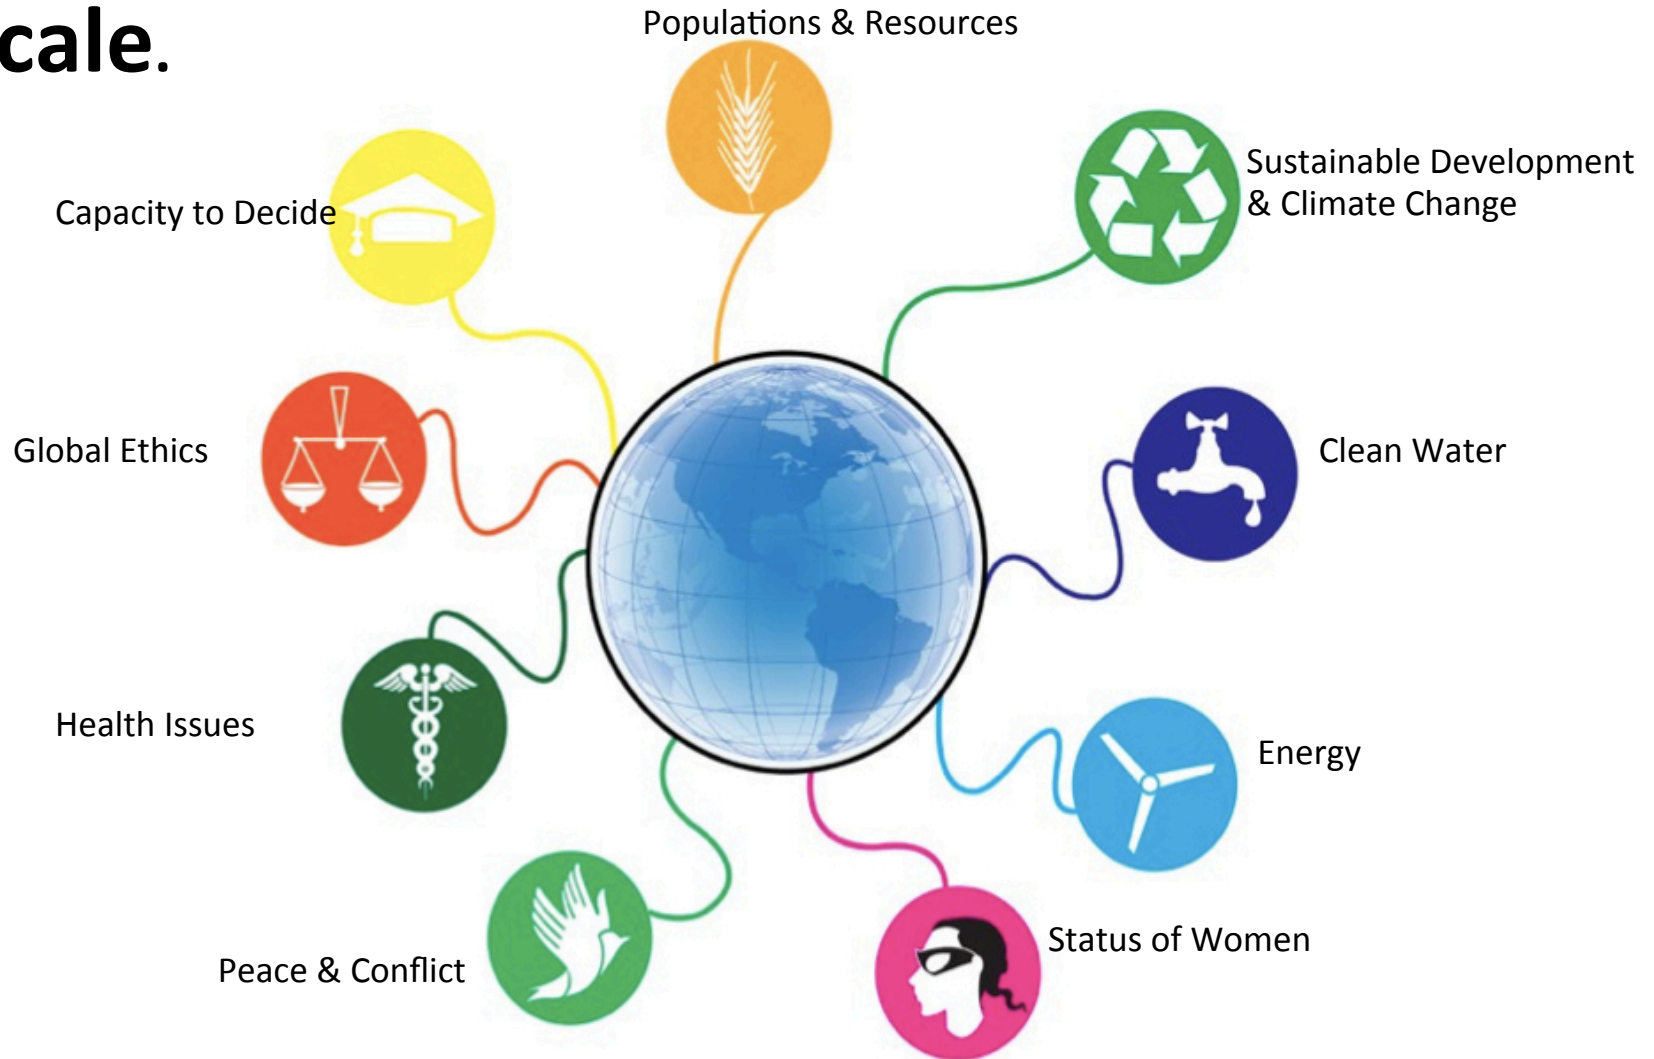 cale.
Populations & Resources
Sustainable Development
& Climate Change
Capacity to Decide
Global Ethics
Clean Water
Health Issues
Energy
Status of Women
Peace & Conflict